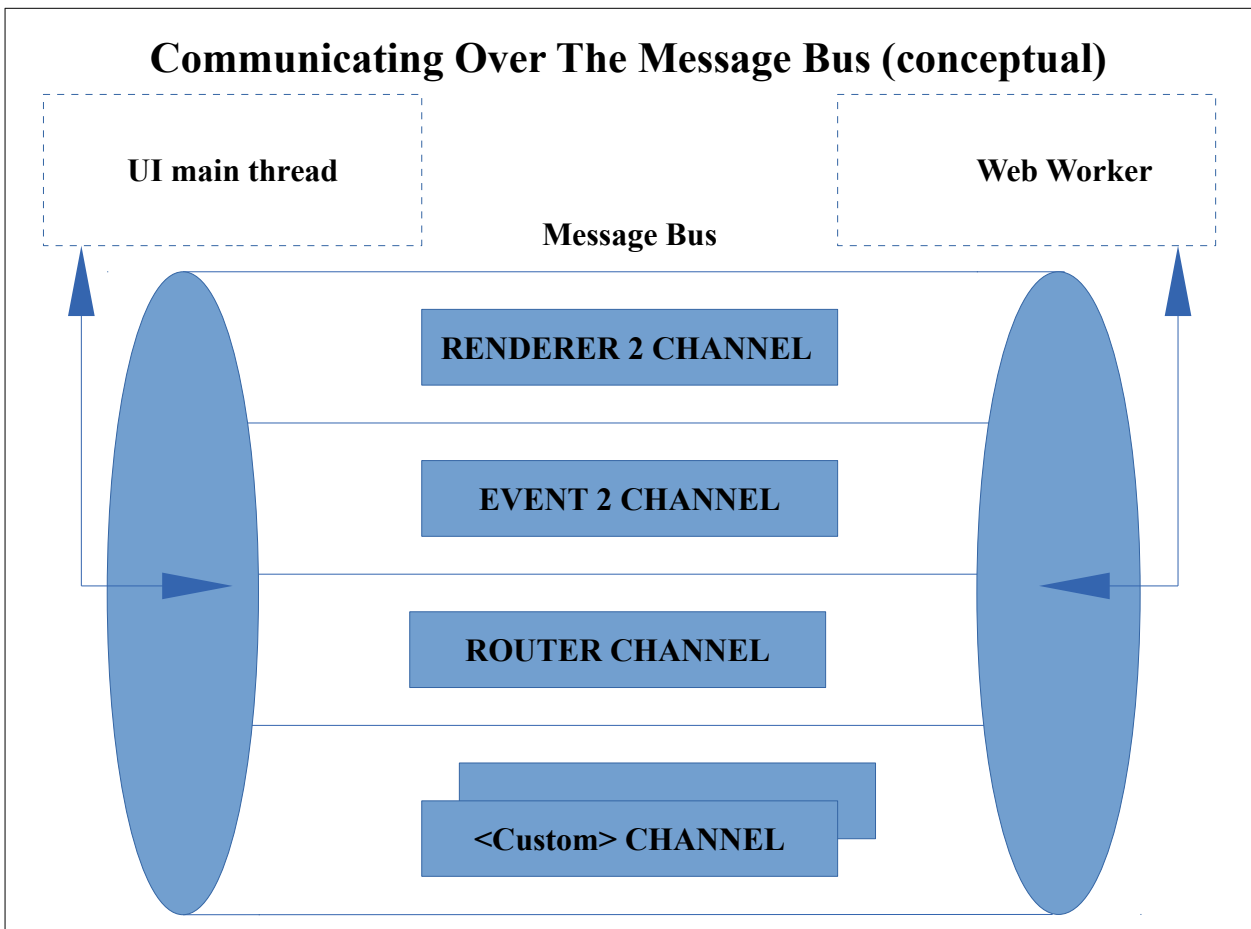 Communicating Over The Message Bus (conceptual)
UI main thread
Web Worker
Message Bus
RENDERER 2 CHANNEL
EVENT 2 CHANNEL
ROUTER CHANNEL
<Custom> CHANNEL